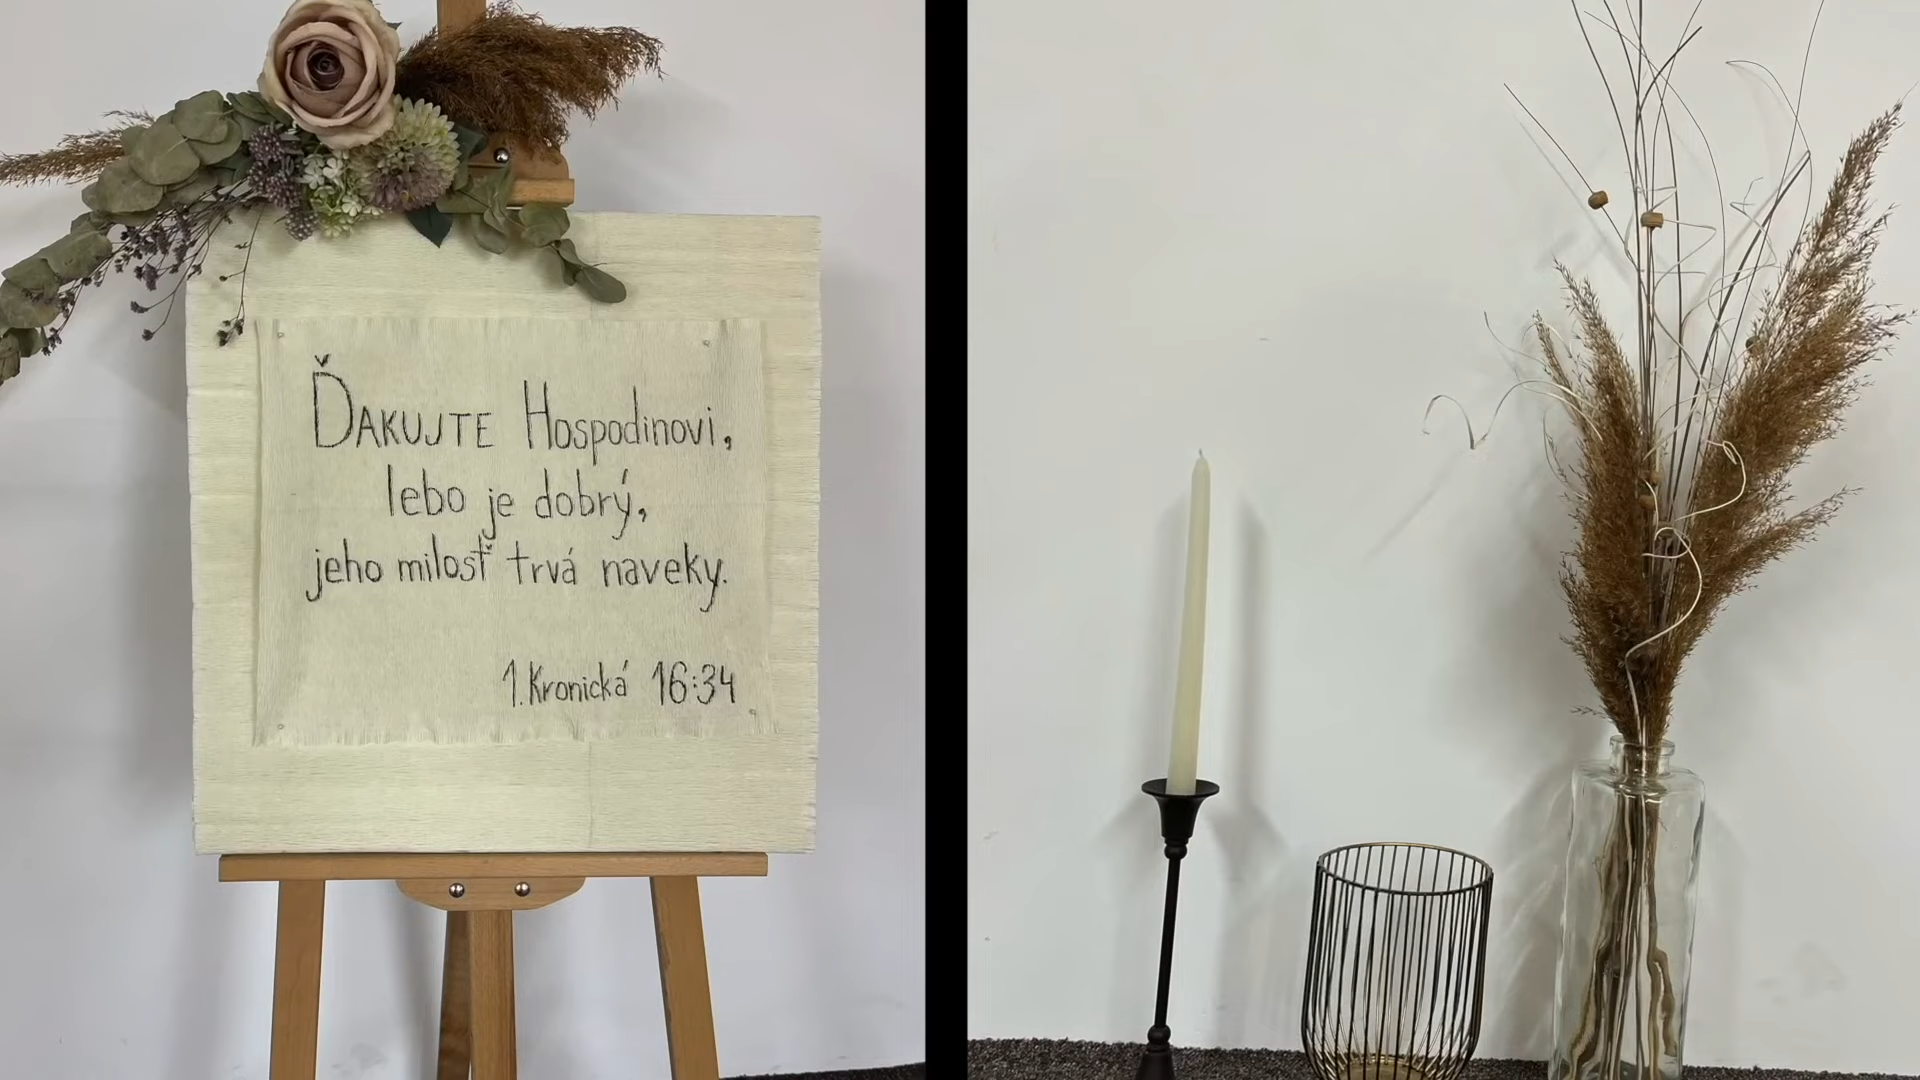 ĎAKUJTE Hospodinovi,
lebo je dobrý,
jeho milosť trvá naveky.
1. Kronická 16:34